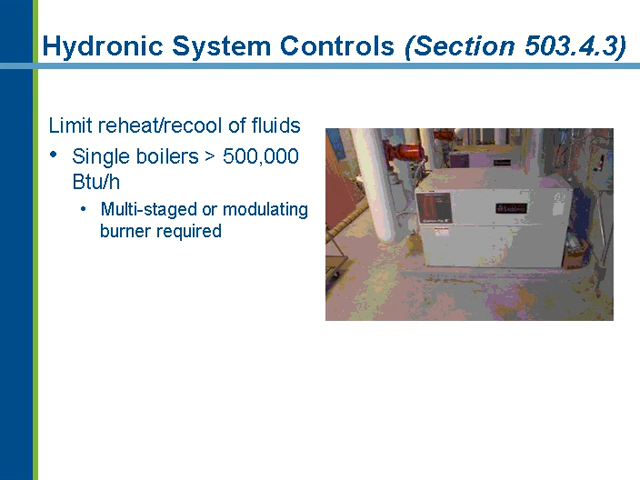 Hydronic System Controls (Section 503.4.3)
Limit reheat/recool of fluids
• Single boilers > 500,000
Btu/h
• Multi-staged or modulating
burner required